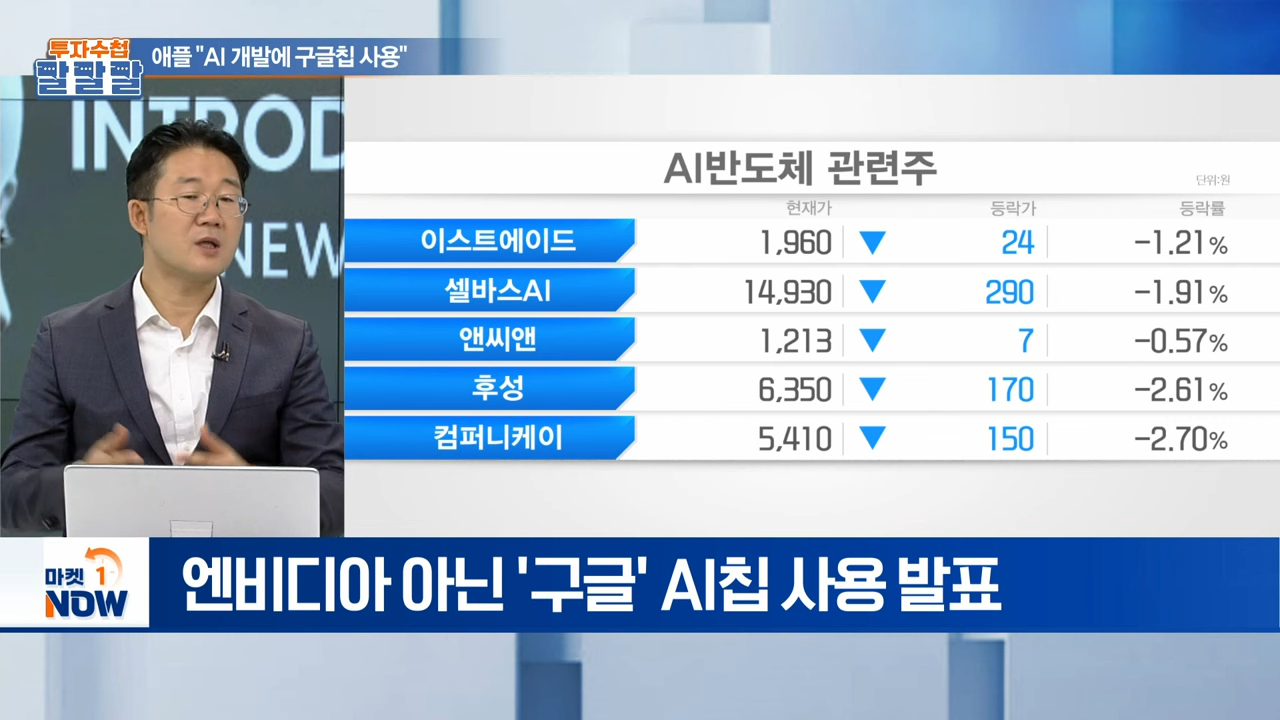 투자수첩
팔팔팔
애플 "AI 개발에 구글칩 사용"
INTROD
NEW
AI반도체 관련주
단위:원
현재가 등락가 등락률
이스트에이드 1,960 ▼ 24 -1.21%
셀바스AI 14,930 ▼ 290 -1.91%
앤씨앤 1,213 ▼ 7 -0.57%
후성 6,350 ▼ 170 -2.61%
컴퍼니케이 5,410 ▼ 150 -2.70%
마켓 1
NOW
엔비디아 아닌 '구글' AI칩 사용 발표